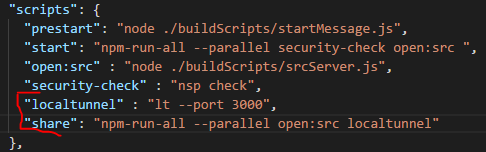 "scripts": {
"prestart": "node ./buildScripts/startMessage.js",
"start": "npm-run-all --parallel security-check open:src ",
"open:src" : "node ./buildScripts/srcServer.js",
"security-check" : "nsp check",
"localtunnel" : "lt --port 3000",
"share": "npm-run-all --parallel open:src localtunnel"
},